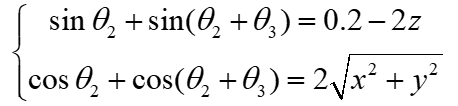 sin θ₂ + sin(θ₂ + θ₃) = 0.2 − 2z
cos θ₂ + cos(θ₂ + θ₃) = 2√(x² + y²)